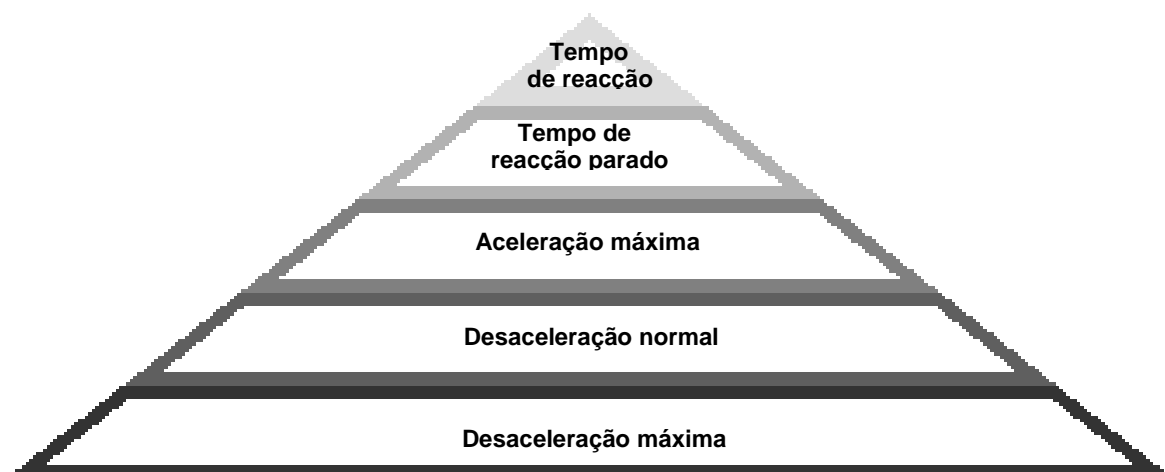 Tempo
de reacção
Tempo de
reacção parado
Aceleração máxima
Desaceleração normal
Desaceleração máxima